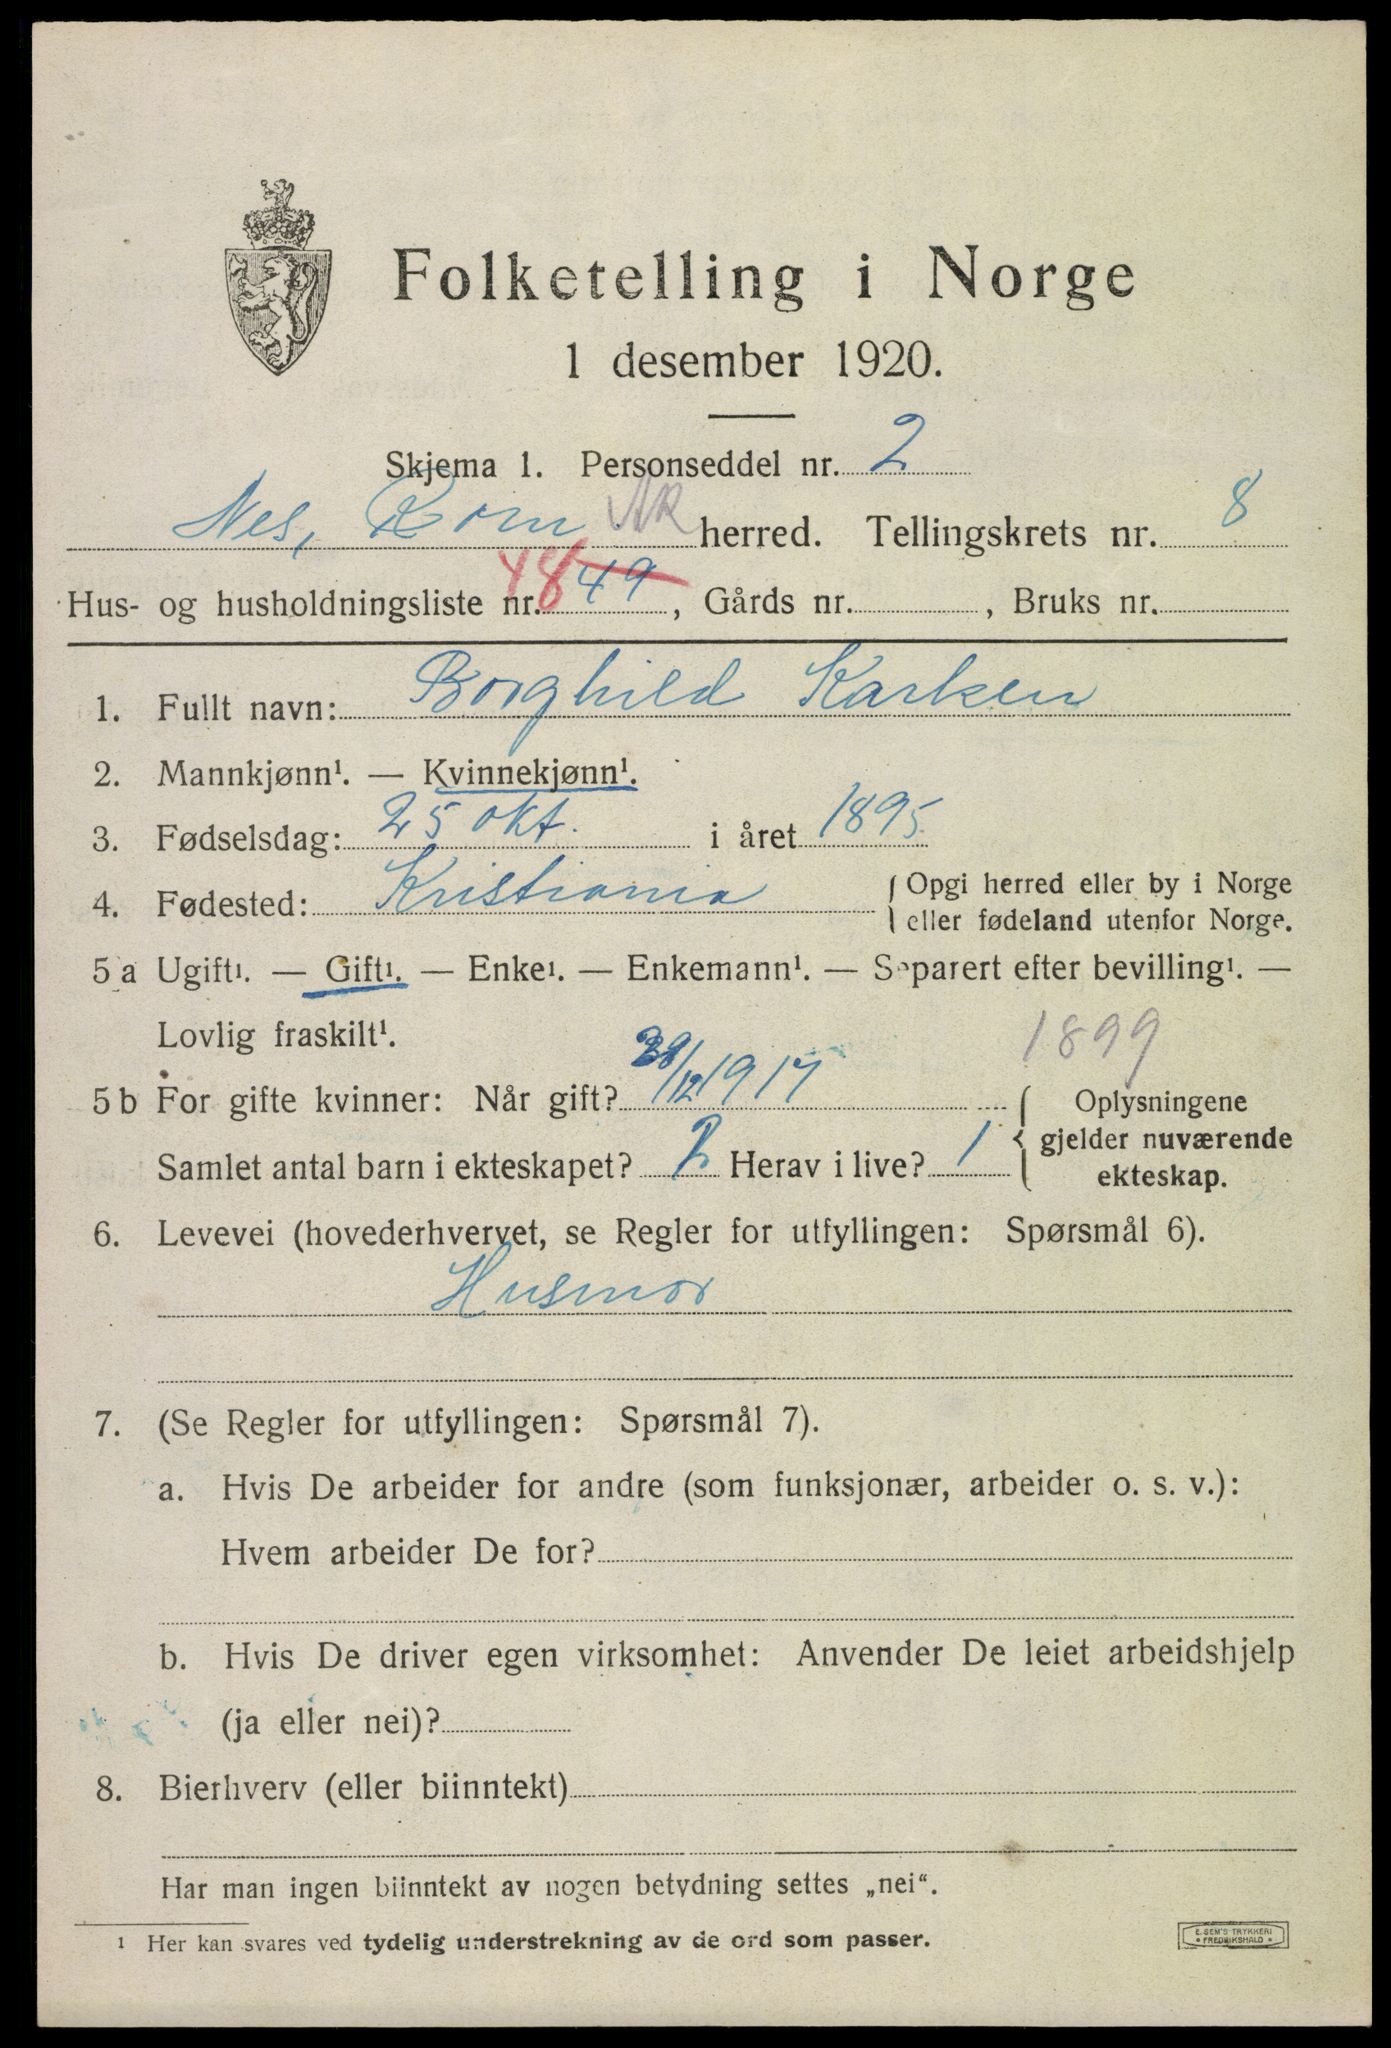 Folketelling i Norge
1 desember 1920.
Skjema 1. Personseddel nr. 2
Nes, Rom AK herred. Tellingskrets nr. 8
Hus- og husholdningsliste nr. 48 49, Gårds nr. , Bruks nr.
1. Fullt navn: Borghild Karlsen
2. Mannkjønn¹. — Kvinnekjønn¹.
3. Fødselsdag: 25 okt. i året 1895
4. Fødested: Kristiania {Opgi herred eller by i Norge
eller fødeland utenfor Norge.
5 a Ugift¹. — Gift¹. — Enke¹. — Enkemann¹. — Separert efter bevilling¹. —
Lovlig fraskilt¹.
1899
5 b For gifte kvinner: Når gift? /12 1917 { Oplysningene
gjelder nuværende
Samlet antal barn i ekteskapet? 2 Herav i live? 1
ekteskap.
6. Levevei (hovederhvervet, se Regler for utfyllingen: Spørsmål 6).
Husmor
7. (Se Regler for utfyllingen: Spørsmål 7).
a. Hvis De arbeider for andre (som funksjonær, arbeider o. s. v.):
Hvem arbeider De for?
b. Hvis De driver egen virksomhet: Anvender De leiet arbeidshjelp
(ja eller nei)?
8. Bierhverv (eller biinntekt)
Har man ingen biinntekt av nogen betydning settes „nei“.
¹ Her kan svares ved tydelig understrekning av de ord som passer.
E. SEM'S TRYKKERI
• FREDRIKSHALD •